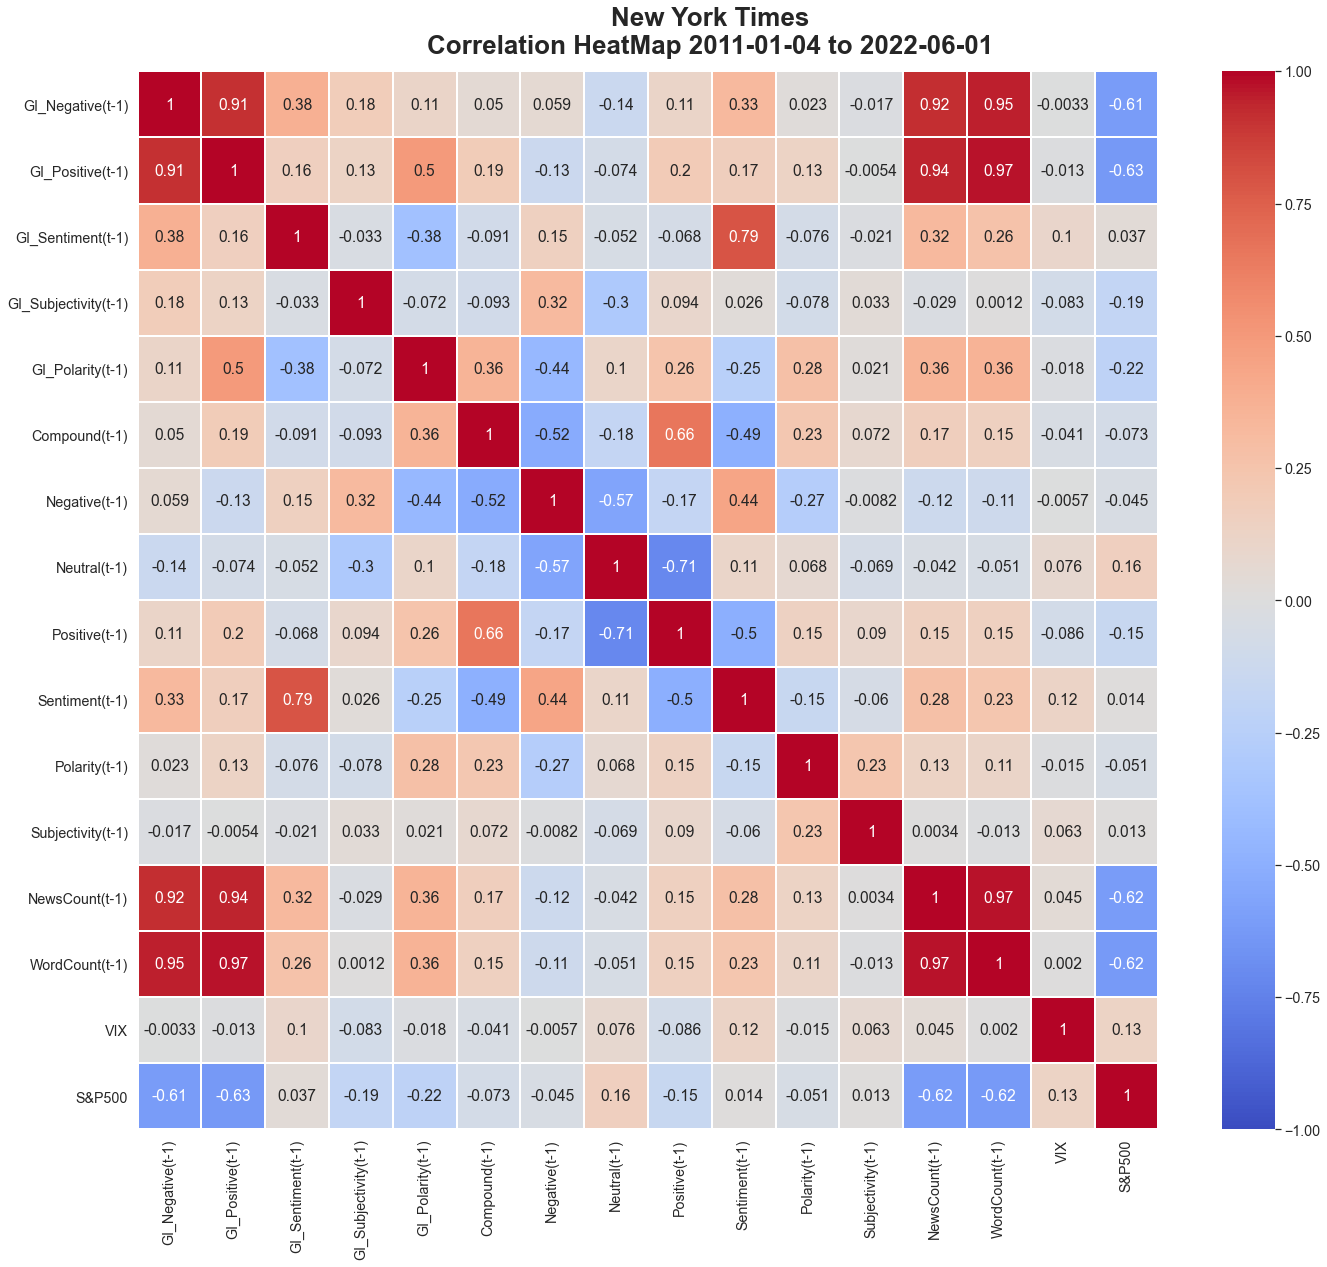 New York Times
Correlation HeatMap 2011-01-04 to 2022-06-01
GI_Negative(t-1) 1 0.91 0.38 0.18 0.11 0.05 0.059 -0.14 0.11 0.33 0.023 -0.017 0.92 0.95 -0.0033 -0.61
GI_Positive(t-1) 0.91 1 0.16 0.13 0.5 0.19 -0.13 -0.074 0.2 0.17 0.13 -0.0054 0.94 0.97 -0.013 -0.63
GI_Sentiment(t-1) 0.38 0.16 1 -0.033 -0.38 -0.091 0.15 -0.052 -0.068 0.79 -0.076 -0.021 0.32 0.26 0.1 0.037
GI_Subjectivity(t-1) 0.18 0.13 -0.033 1 -0.072 -0.093 0.32 -0.3 0.094 0.026 -0.078 0.033 -0.029 0.0012 -0.083 -0.19
GI_Polarity(t-1) 0.11 0.5 -0.38 -0.072 1 0.36 -0.44 0.1 0.26 -0.25 0.28 0.021 0.36 0.36 -0.018 -0.22
Compound(t-1) 0.05 0.19 -0.091 -0.093 0.36 1 -0.52 -0.18 0.66 -0.49 0.23 0.072 0.17 0.15 -0.041 -0.073
Negative(t-1) 0.059 -0.13 0.15 0.32 -0.44 -0.52 1 -0.57 -0.17 0.44 -0.27 -0.0082 -0.12 -0.11 -0.0057 -0.045
Neutral(t-1) -0.14 -0.074 -0.052 -0.3 0.1 -0.18 -0.57 1 -0.71 0.11 0.068 -0.069 -0.042 -0.051 0.076 0.16
Positive(t-1) 0.11 0.2 -0.068 0.094 0.26 0.66 -0.17 -0.71 1 -0.5 0.15 0.09 0.15 0.15 -0.086 -0.15
Sentiment(t-1) 0.33 0.17 0.79 0.026 -0.25 -0.49 0.44 0.11 -0.5 1 -0.15 -0.06 0.28 0.23 0.12 0.014
Polarity(t-1) 0.023 0.13 -0.076 -0.078 0.28 0.23 -0.27 0.068 0.15 -0.15 1 0.23 0.13 0.11 -0.015 -0.051
Subjectivity(t-1) -0.017 -0.0054 -0.021 0.033 0.021 0.072 -0.0082 -0.069 0.09 -0.06 0.23 1 0.0034 -0.013 0.063 0.013
NewsCount(t-1) 0.92 0.94 0.32 -0.029 0.36 0.17 -0.12 -0.042 0.15 0.28 0.13 0.0034 1 0.97 0.045 -0.62
WordCount(t-1) 0.95 0.97 0.26 0.0012 0.36 0.15 -0.11 -0.051 0.15 0.23 0.11 -0.013 0.97 1 0.002 -0.62
VIX -0.0033 -0.013 0.1 -0.083 -0.018 -0.041 -0.0057 0.076 -0.086 0.12 -0.015 0.063 0.045 0.002 1 0.13
S&P500 -0.61 -0.63 0.037 -0.19 -0.22 -0.073 -0.045 0.16 -0.15 0.014 -0.051 0.013 -0.62 -0.62 0.13 1
GI_Negative(t-1)
GI_Positive(t-1)
GI_Sentiment(t-1)
GI_Subjectivity(t-1)
GI_Polarity(t-1)
Compound(t-1)
Negative(t-1)
Neutral(t-1)
Positive(t-1)
Sentiment(t-1)
Polarity(t-1)
Subjectivity(t-1)
NewsCount(t-1)
WordCount(t-1)
VIX
S&P500
1.00
0.75
0.50
0.25
0.00
−0.25
−0.50
−0.75
−1.00